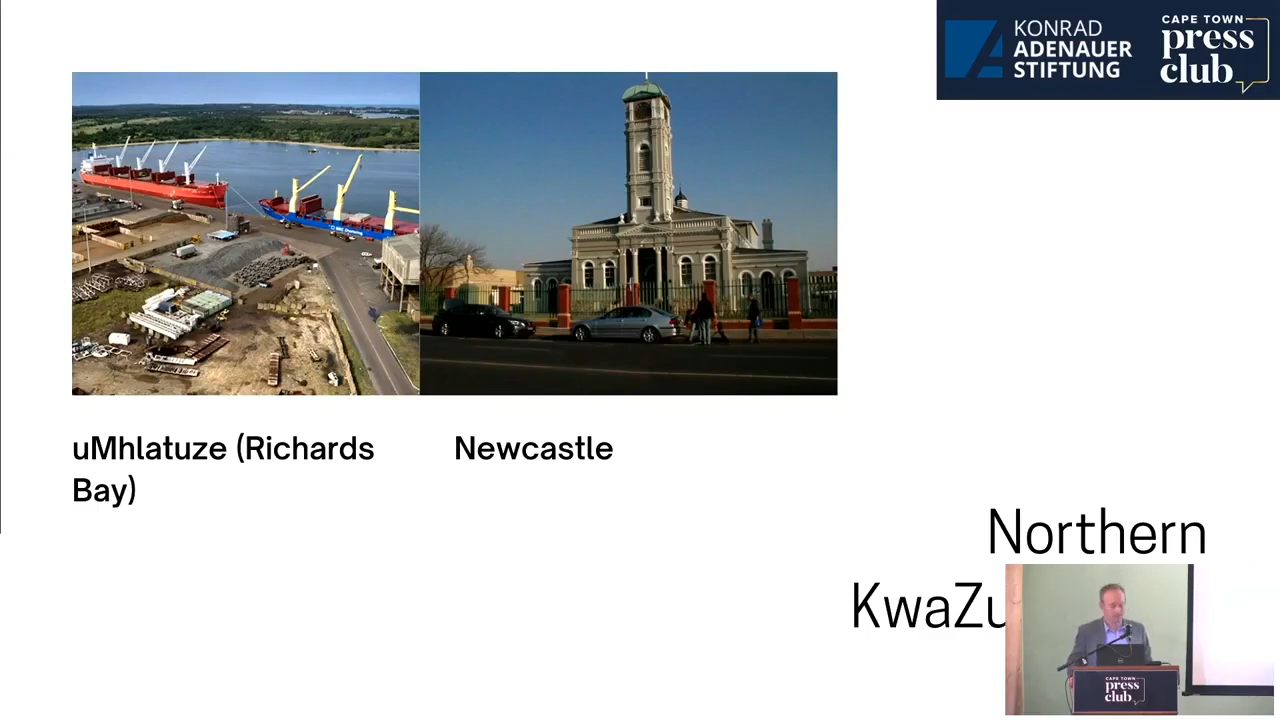 KONRAD
ADENAUER
STIFTUNG
CAPE TOWN
press
club
uMhlatuze (Richards
Bay)
Newcastle
Northern
CAPE TOWN
press
club